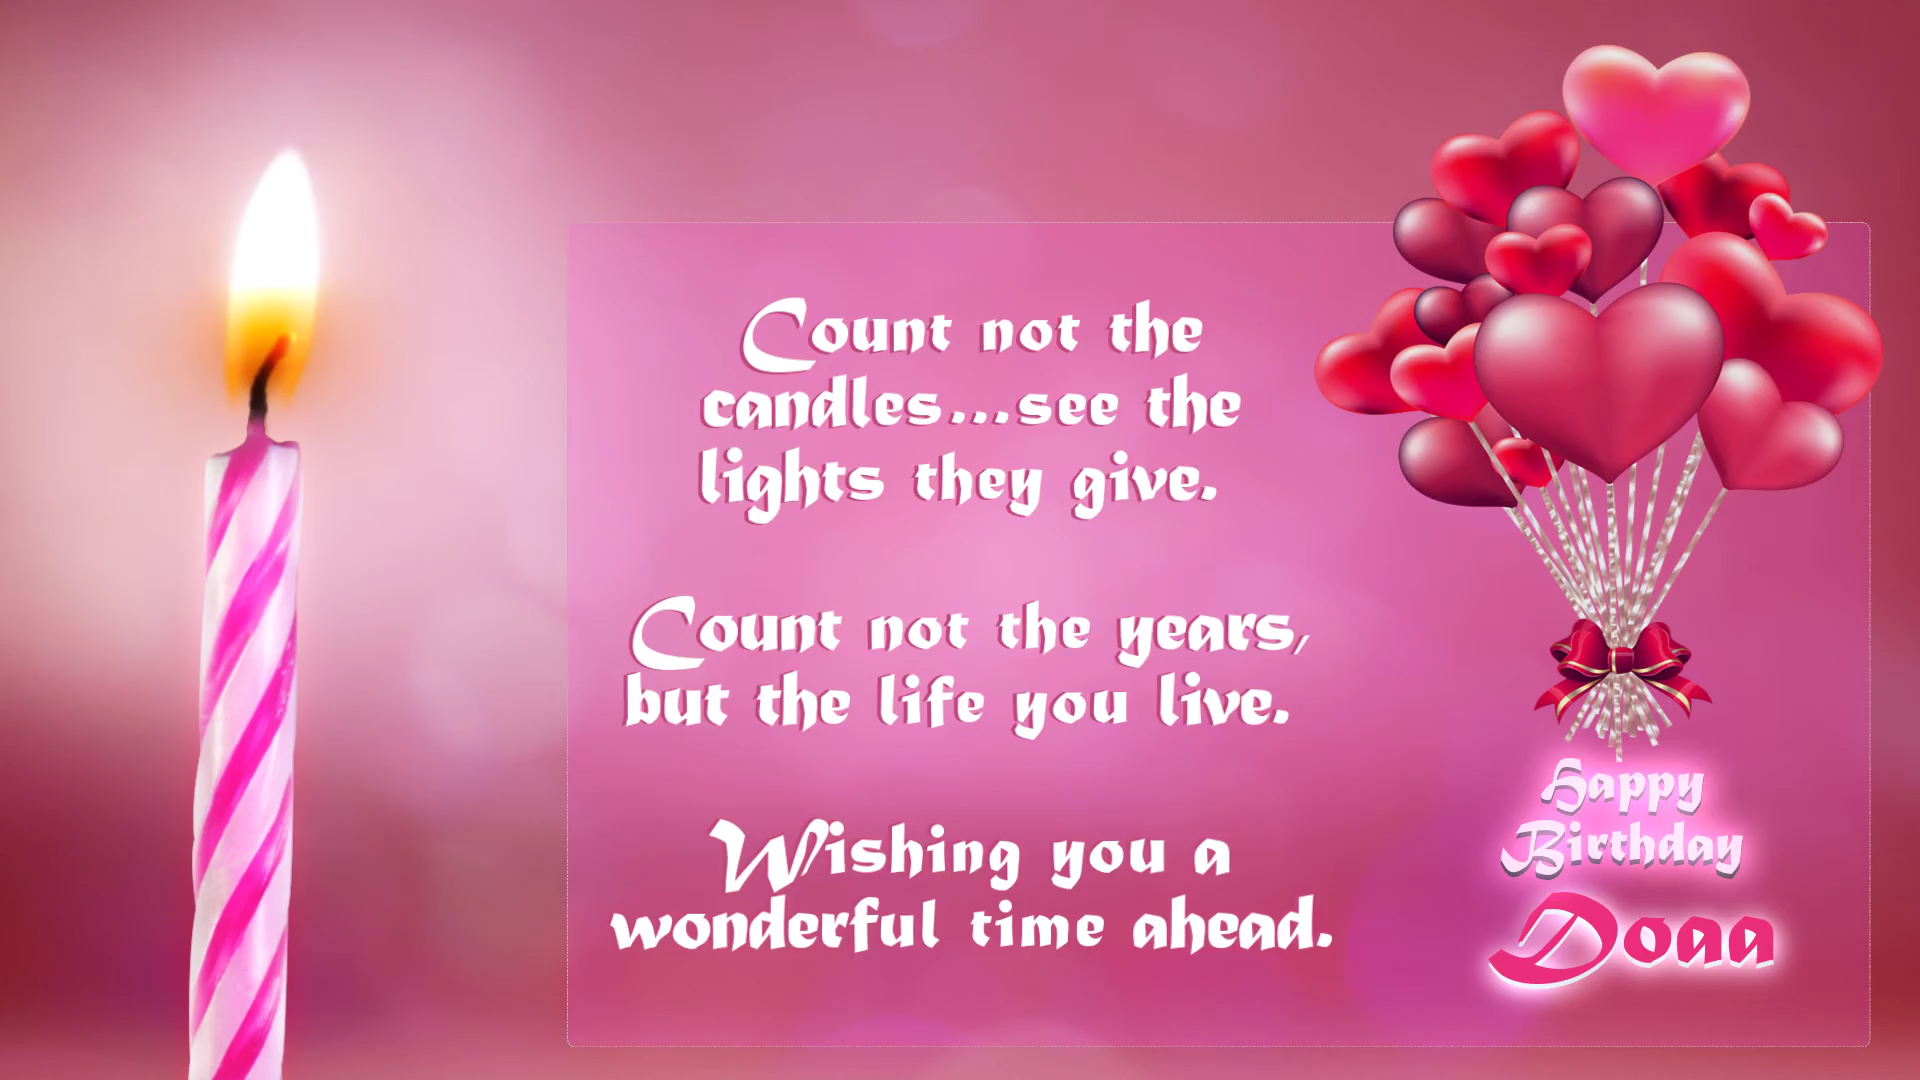 Count not the
candles...see the
lights they give.
Count not the years,
but the life you live.
Wishing you a
wonderful time ahead.
Happy
Birthday
Doaa